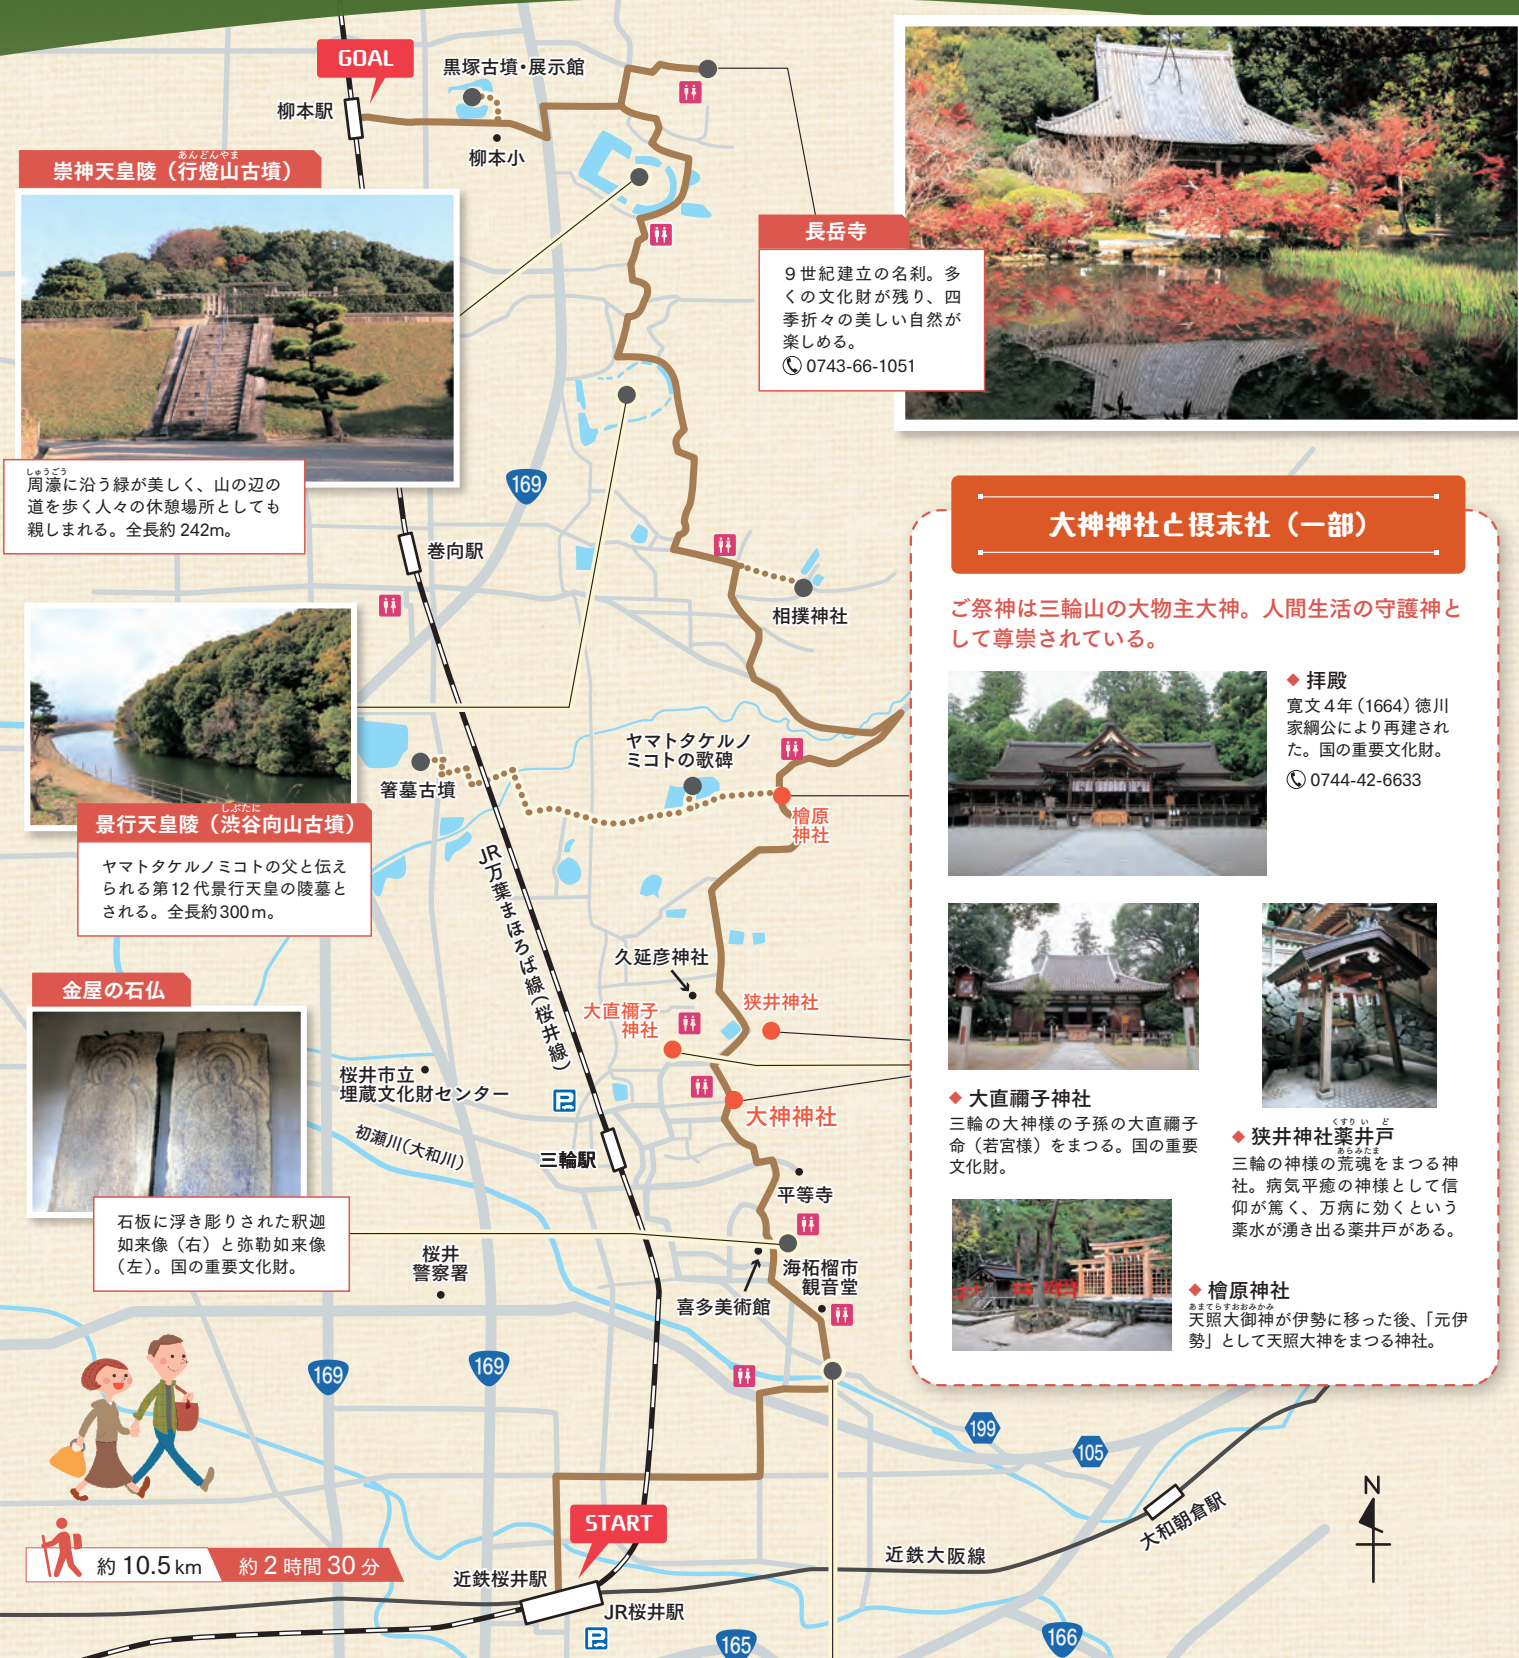 GOAL
柳本駅
黒塚古墳・展示館
柳本小
あんどんやま
崇神天皇陵（行燈山古墳）
しゅうごう
周濠に沿う緑が美しく、山の辺の
道を歩く人々の休憩場所としても
親しまれる。全長約 242m。
長岳寺
９世紀建立の名刹。多
くの文化財が残り、四
季折々の美しい自然が
楽しめる。
0743-66-1051
169
巻向駅
相撲神社
ヤマトタケルノ
ミコトの歌碑
箸墓古墳
檜原
神社
しぶたに
景行天皇陵（渋谷向山古墳）
ヤマトタケルノミコトの父と伝え
られる第12代景行天皇の陵墓と
される。全長約300m。
JR万葉まほろば線（桜井線）
久延彦神社
大直禰子
神社
狭井神社
大神神社
金屋の石仏
石板に浮き彫りされた釈迦
如来像（右）と弥勒如来像
（左）。国の重要文化財。
桜井市立
埋蔵文化財センター
初瀬川（大和川）
P
三輪駅
平等寺
桜井
警察署
海柘榴市
観音堂
喜多美術館
169
169
199
105
大和朝倉駅
近鉄大阪線
N
START
近鉄桜井駅
JR桜井駅
P
165
166
約 10.5 km
約 2 時間 30 分
大神神社と摂末社（一部）
ご祭神は三輪山の大物主大神。人間生活の守護神と
して尊崇されている。
◆ 拝殿
寛文４年（1664）徳川
家綱公により再建され
た。国の重要文化財。
0744-42-6633
◆ 大直禰子神社
三輪の大神様の子孫の大直禰子
命（若宮様）をまつる。国の重要
文化財。
くすり い ど
◆ 狭井神社薬井戸
あらみたま
三輪の神様の荒魂をまつる神
社。病気平癒の神様として信
仰が篤く、万病に効くという
薬水が湧き出る薬井戸がある。
◆ 檜原神社
あまてらすおおみかみ
天照大御神が伊勢に移った後、「元伊
勢」として天照大神をまつる神社。